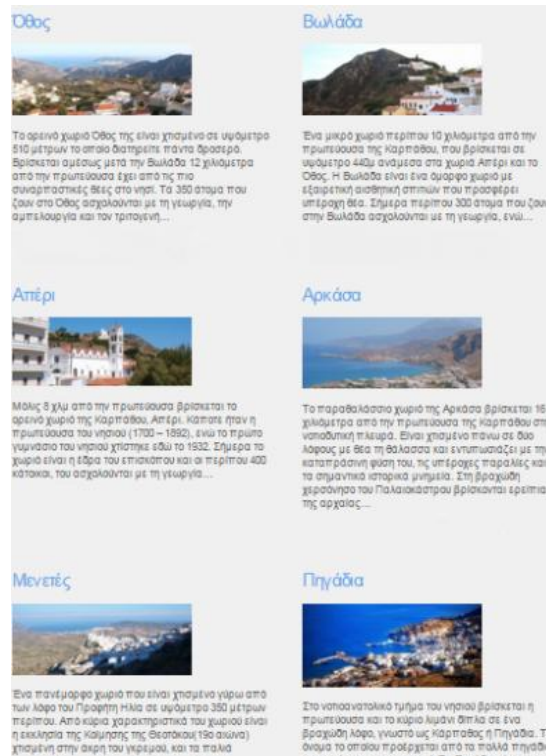 Όθος
Το ορεινό χωριό Όθος της είναι χτισμένο σε υψόμετρο
510 μέτρων το οποίο διατηρείτε πάντα δροσερό.
Βρίσκεται αμέσως μετά την Βωλάδα 12 χιλιόμετρα
από την πρωτεύουσα έχει από τις πιο
συναρπαστικές θέες στο νησί. Τα 350 άτομα που
ζουν στο Όθος ασχολούνται με τη γεωργία, την
αμπελουργία και τον τριτογενή…
Βωλάδα
Ένα μικρό χωριό περίπου 10 χιλιόμετρα από την
πρωτεύουσα της Καρπάθου, που βρίσκεται σε
υψόμετρο 440μ ανάμεσα στα χωριά Απέρι και το
Όθος. Η Βωλάδα είναι ένα όμορφο χωριό με
εξαιρετική αισθητική σπιτιών που προσφέρει
υπέροχη θέα. Σήμερα περίπου 300 άτομα που ζουν
στην Βωλάδα ασχολούνται με τη γεωργία, ενώ…
Απέρι
Μόλις 8 χλμ από την πρωτεύουσα βρίσκεται το
ορεινό χωριό της Καρπάθου, Απέρι. Κάποτε ήταν η
πρωτεύουσα του νησιού (1700 – 1892), ενώ το πρώτο
γυμνάσιο του νησιού χτίστηκε εδώ το 1932. Σήμερα το
χωριό είναι η έδρα του επισκόπου και οι περίπου 400
κάτοικοι, του ασχολούνται με τη γεωργία…
Αρκάσα
Το παραθαλάσσιο χωριό της Αρκάσα βρίσκεται 16
χιλιόμετρα από την πρωτεύουσα της Καρπάθου στη
νοτιοδυτική πλευρά. Είναι χτισμένο πάνω σε δύο
λόφους με θέα τη θάλασσα και εντυπωσιάζει με την
καταπράσινη φύση του, τις υπέροχες παραλίες και
τα σημαντικά ιστορικά μνημεία. Στη βραχώδη
χερσόνησο του Παλαιοκάστρου βρίσκονται ερείπια
της αρχαίας…
Μενετές
Ένα πανέμορφο χωριό που είναι χτισμένο γύρω από
των λόφο του Προφήτη Ηλία σε υψόμετρο 350 μέτρων
περίπου. Από κύρια χαρακτηριστικά του χωριού είναι
η εκκλησία της Κοίμησης της Θεοτόκου(19ο αιώνα)
χτισμένη στην άκρη του γκρεμού, και τα παλιά
Πηγάδια
Στο νοτιοανατολικό τμήμα του νησιού βρίσκεται η
πρωτεύουσα και το κύριο λιμάνι δίπλα σε ένα
βραχώδη λόφο, γνωστό ως Κάρπαθος η Πηγάδια. Τ
όνομα το οποίου προέρχεται από τα πολλά πηγάδι